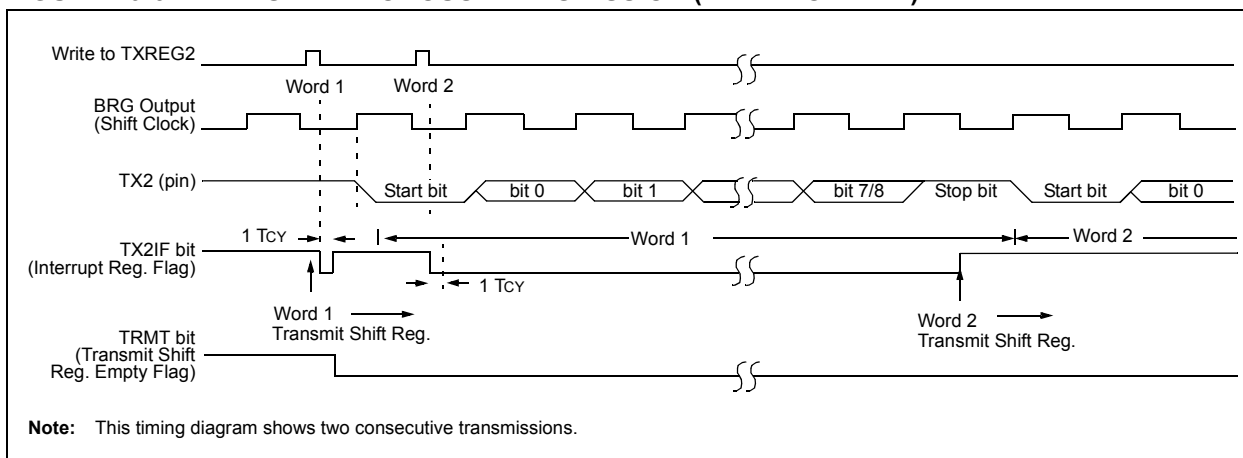 Write to TXREG2
Word 1
Word 2
BRG Output
(Shift Clock)
TX2 (pin)
Start bit
bit 0
bit 1
bit 7/8
Stop bit
Start bit
bit 0
1 TCY
Word 1
Word 2
TX2IF bit
(Interrupt Reg. Flag)
1 TCY
Word 1
Transmit Shift Reg.
Word 2
Transmit Shift Reg.
TRMT bit
(Transmit Shift
Reg. Empty Flag)
Note: This timing diagram shows two consecutive transmissions.